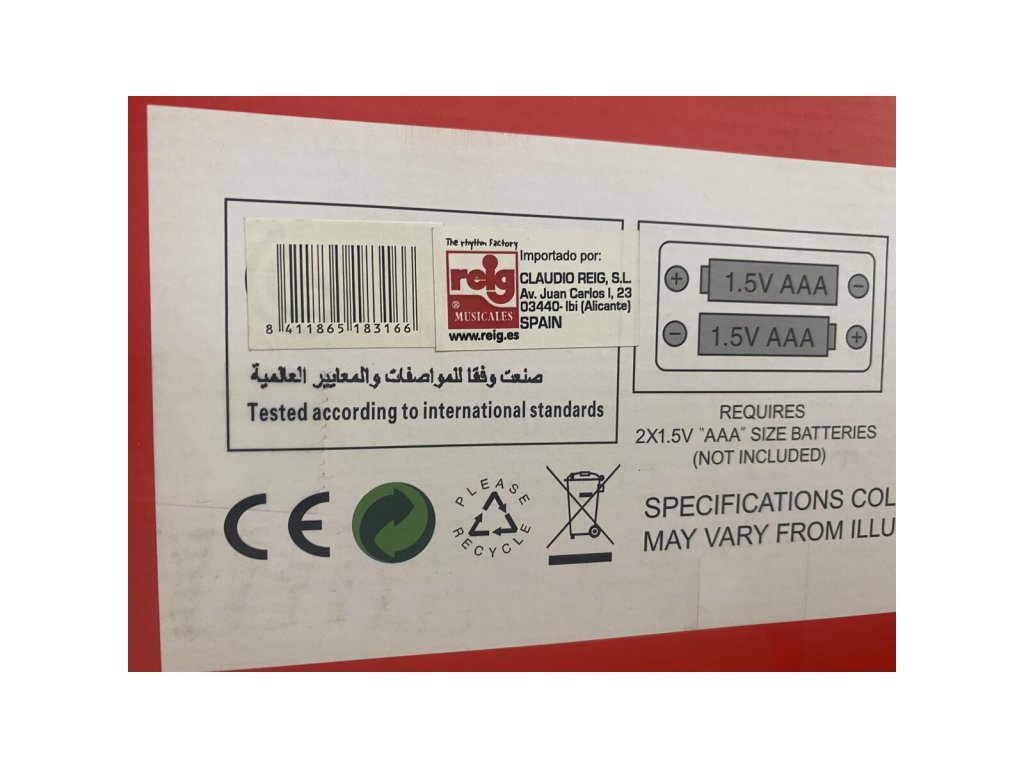 8 411865 183166
The rhythm Factory
reig
®
MUSICALES
www.reig.es
Importado por:
CLAUDIO REIG, S.L.
Av. Juan Carlos I, 23
03440- Ibi (Alicante)
SPAIN
صنعت وفقا للمواصفات والمعايير العالمية
Tested according to international standards
+ 1.5V AAA −
− 1.5V AAA +
REQUIRES
2X1.5V "AAA" SIZE BATTERIES
(NOT INCLUDED)
CE
PLEASE
RECYCLE
SPECIFICATIONS COL
MAY VARY FROM ILLU